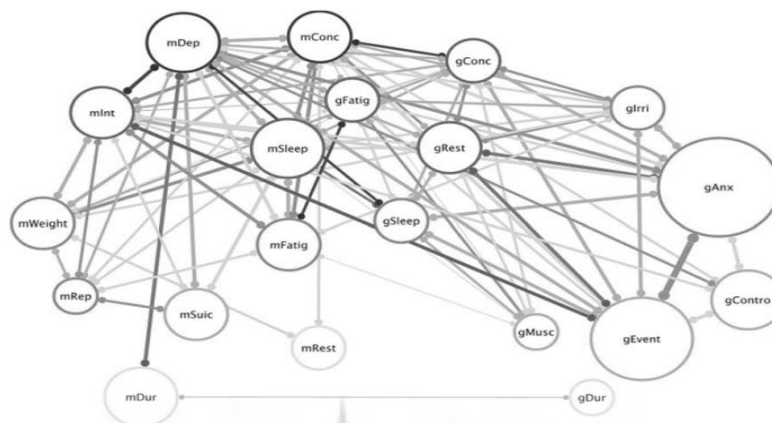 mDep
mConc
gConc
mInt
gFatig
gIrri
mSleep
gRest
gAnx
mWeight
gSleep
mFatig
mRep
mSuic
gContro
gMusc
gEvent
mRest
mDur
gDur